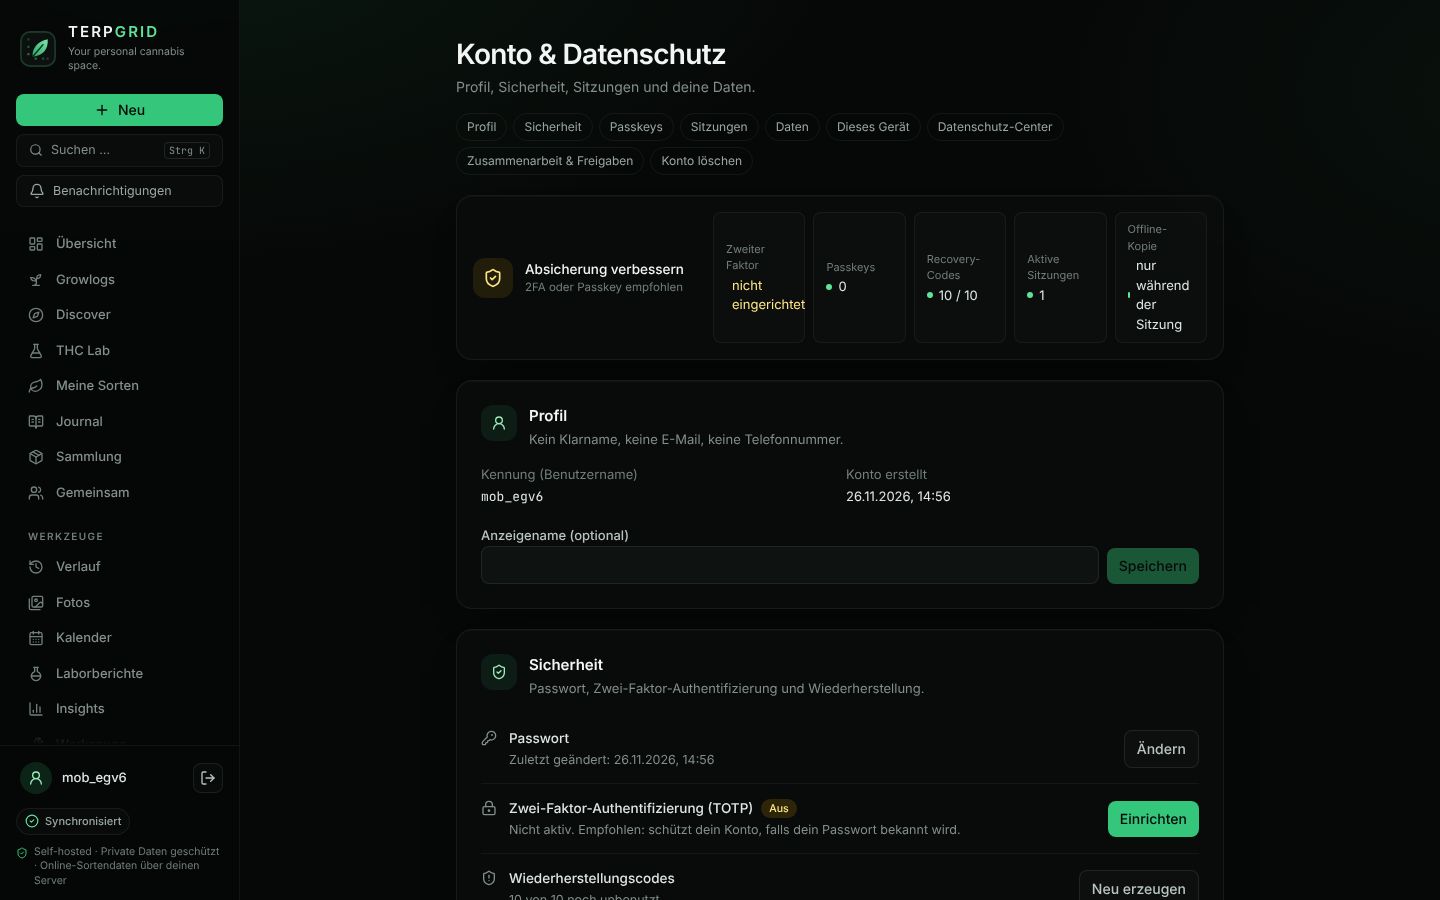 TERPGRID
Your personal cannabis
space.
Neu
Suchen ...
Strg K
Benachrichtigungen
Übersicht
Growlogs
Discover
THC Lab
Meine Sorten
Journal
Sammlung
Gemeinsam
WERKZEUGE
Verlauf
Fotos
Kalender
Laborberichte
Insights
mob_egv6
Synchronisiert
Self-hosted · Private Daten geschützt
· Online-Sortendaten über deinen
Server
Konto & Datenschutz
Profil, Sicherheit, Sitzungen und deine Daten.
Profil
Sicherheit
Passkeys
Sitzungen
Daten
Dieses Gerät
Datenschutz-Center
Zusammenarbeit & Freigaben
Konto löschen
Absicherung verbessern
2FA oder Passkey empfohlen
Zweiter
Faktor
nicht
eingerichtet
Passkeys
0
Recovery-
Codes
10 / 10
Aktive
Sitzungen
1
Offline-
Kopie
nur
während
der
Sitzung
Profil
Kein Klarname, keine E-Mail, keine Telefonnummer.
Kennung (Benutzername)
mob_egv6
Konto erstellt
26.11.2026, 14:56
Anzeigename (optional)
Speichern
Sicherheit
Passwort, Zwei-Faktor-Authentifizierung und Wiederherstellung.
Passwort
Zuletzt geändert: 26.11.2026, 14:56
Ändern
Zwei-Faktor-Authentifizierung (TOTP)
Aus
Nicht aktiv. Empfohlen: schützt dein Konto, falls dein Passwort bekannt wird.
Einrichten
Wiederherstellungscodes
10 von 10 noch unbenutzt
Neu erzeugen